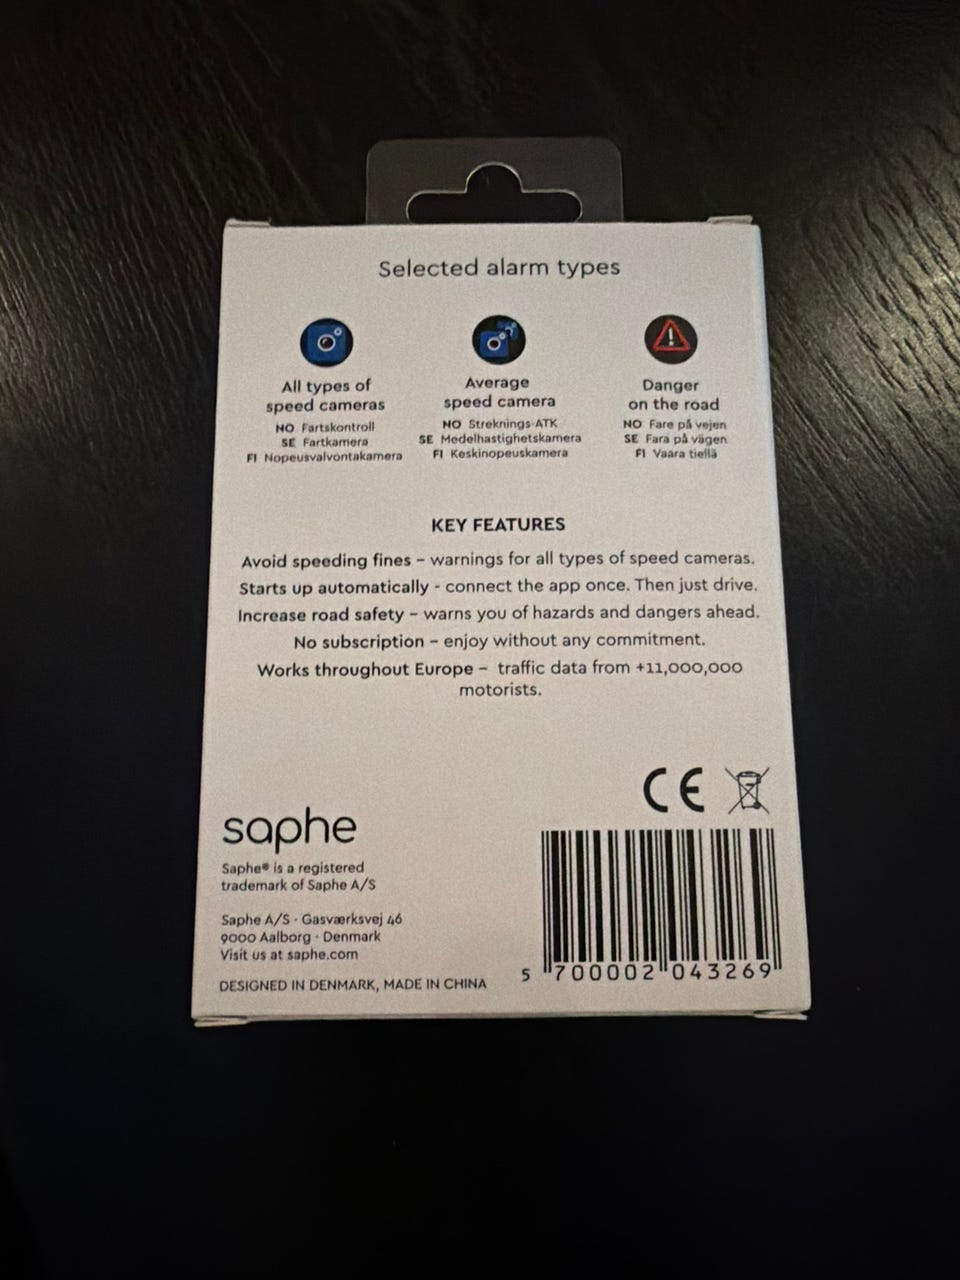 Selected alarm types
All types of
speed cameras
NO Fartskontroll
SE Fartkamera
FI Nopeusvalvontakamera
Average
speed camera
NO Streknings-ATK
SE Medelhastighetskamera
FI Keskinopeuskamera
Danger
on the road
NO Fare på vejen
SE Fara på vägen
FI Vaara tiellä
KEY FEATURES
Avoid speeding fines – warnings for all types of speed cameras.
Starts up automatically - connect the app once. Then just drive.
Increase road safety – warns you of hazards and dangers ahead.
No subscription – enjoy without any commitment.
Works throughout Europe – traffic data from +11,000,000
motorists.
CE
saphe
Saphe® is a registered
trademark of Saphe A/S
Saphe A/S · Gasværksvej 46
9000 Aalborg · Denmark
Visit us at saphe.com
DESIGNED IN DENMARK, MADE IN CHINA
5 700002 043269